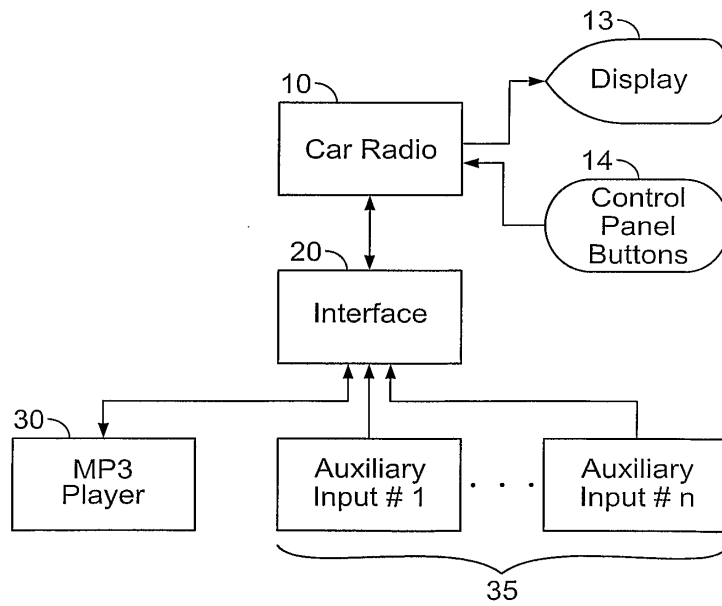 13
Display
10
Car Radio
14
Control
Panel
Buttons
20
Interface
30
MP3
Player
Auxiliary
Input # 1
. . .
Auxiliary
Input # n
35